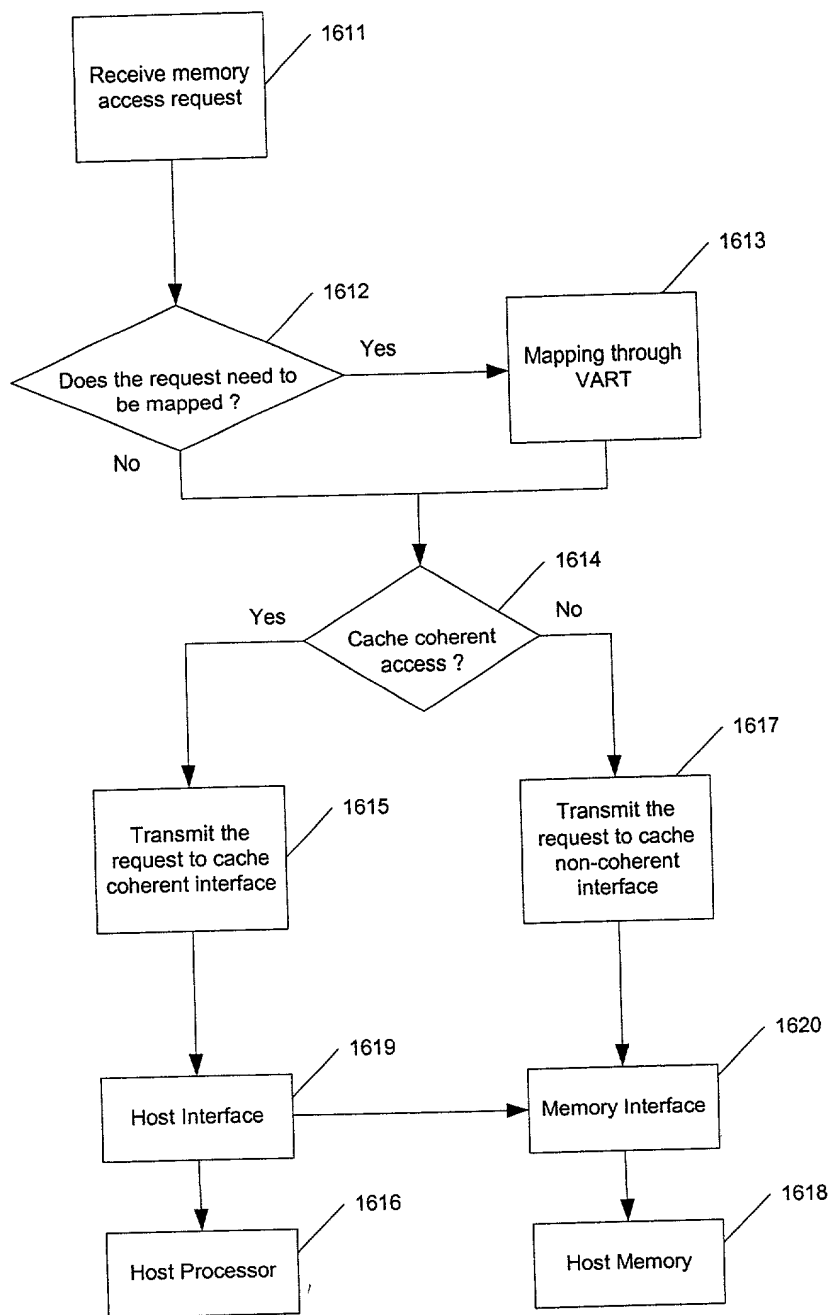 1611
Receive memory
access request
1613
1612
Yes
Mapping through
VART
Does the request need to
be mapped ?
No
1614
Yes
No
Cache coherent
access ?
1617
1615
Transmit the
request to cache
coherent interface
Transmit the
request to cache
non-coherent
interface
1620
1619
Host Interface
Memory Interface
1618
1616
Host Processor
Host Memory